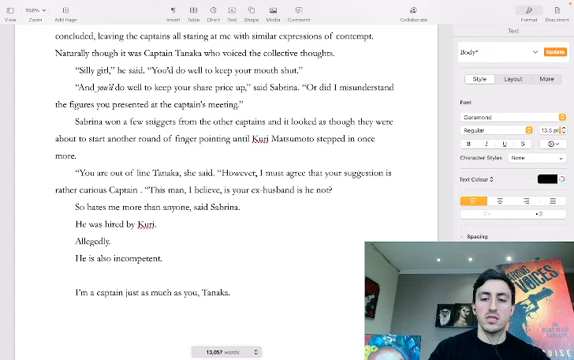 108%
View
Zoom
Add Page
Insert
Table
Chart
Text
Shape
Media
Comment
Collaborate
Format
Document
concluded, leaving the captains all staring at me with similar expressions of contempt.
Naturally though it was Captain Tanaka who voiced the collective thoughts.
“Silly girl,” he said. “You’d do well to keep your mouth shut.”
“And you’d do well to keep your share price up,” said Sabrina. “Or did I misunderstand
the figures you presented at the captain’s meeting.”
Sabrina won a few sniggers from the other captains and it looked as though they were
about to start another round of finger pointing until Kuri Matsumoto stepped in once
more.
“You are out of line Tanaka, she said. “However, I must agree that your suggestion is
rather curious Captain . “This man, I believe, is your ex-husband is he not?
So hates me more than anyone, said Sabrina.
He was hired by Kuri.
Allegedly.
He is also incompetent.
I’m a captain just as much as you, Tanaka.
13,057 words
Text
Body*
Update
Style
Layout
More
Font
Garamond
Regular
13.5 pt
B I U S
Character Styles
None
Text Colour
Spacing
VOICES